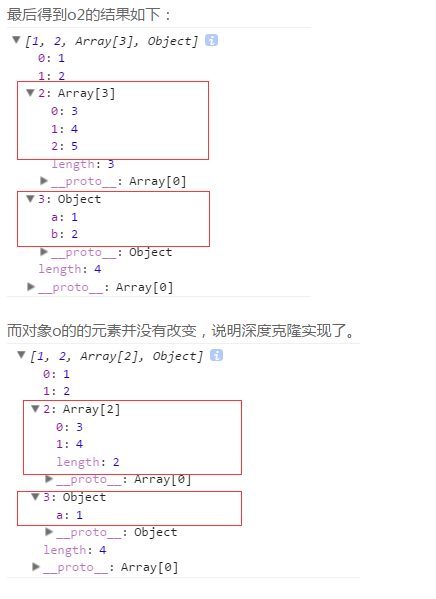 最后得到o2的结果如下：
▼[1, 2, Array[3], Object] i
0: 1
1: 2
▼2: Array[3]
0: 3
1: 4
2: 5
length: 3
▶__proto__: Array[0]
▼3: Object
a: 1
b: 2
▶__proto__: Object
length: 4
▶__proto__: Array[0]
而对象o的的元素并没有改变，说明深度克隆实现了。
▼[1, 2, Array[2], Object] i
0: 1
1: 2
▼2: Array[2]
0: 3
1: 4
length: 2
▶__proto__: Array[0]
▼3: Object
a: 1
▶__proto__: Object
length: 4
▶__proto__: Array[0]